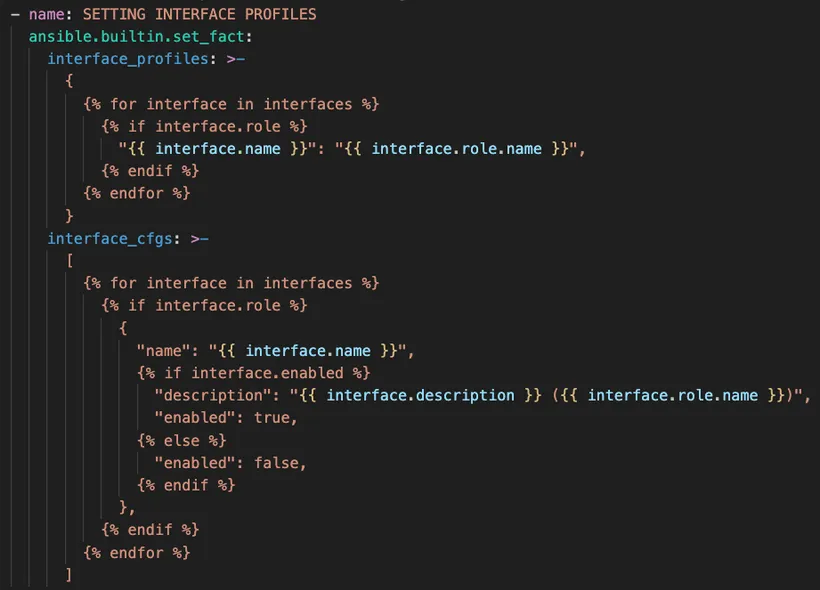 - name: SETTING INTERFACE PROFILES
  ansible.builtin.set_fact:
    interface_profiles: >-
      {
        {% for interface in interfaces %}
          {% if interface.role %}
            "{{ interface.name }}": "{{ interface.role.name }}",
          {% endif %}
        {% endfor %}
      }
    interface_cfgs: >-
      [
        {% for interface in interfaces %}
          {% if interface.role %}
            {
              "name": "{{ interface.name }}",
              {% if interface.enabled %}
                "description": "{{ interface.description }} ({{ interface.role.name }})",
                "enabled": true,
              {% else %}
                "enabled": false,
              {% endif %}
            },
          {% endif %}
        {% endfor %}
      ]